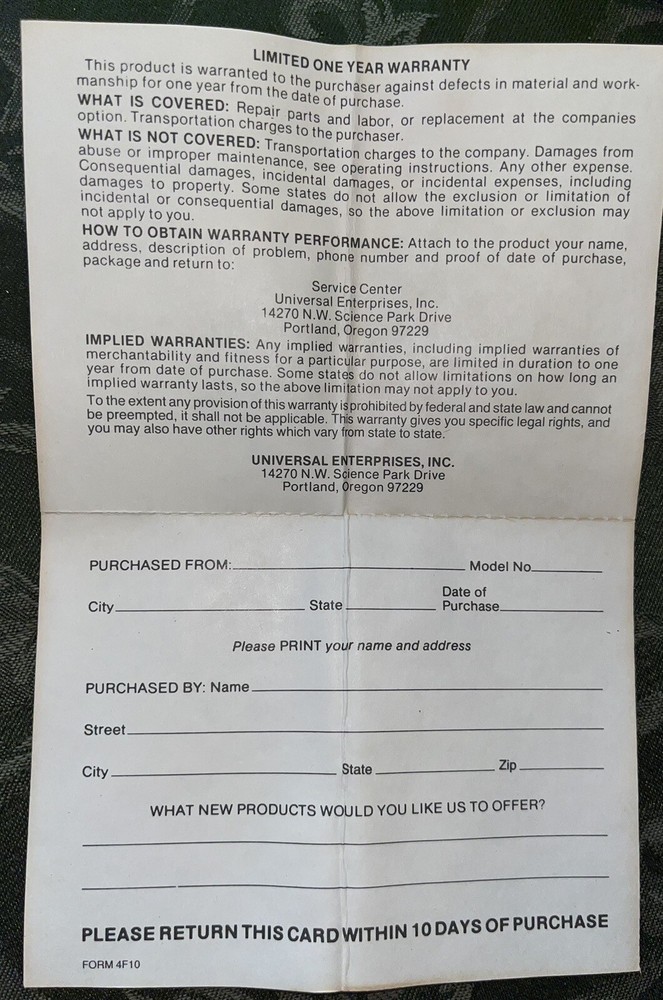 LIMITED ONE YEAR WARRANTY
This product is warranted to the purchaser against defects in material and work-
manship for one year from the date of purchase.
WHAT IS COVERED: Repair parts and labor, or replacement at the companies
option. Transportation charges to the purchaser.
WHAT IS NOT COVERED: Transportation charges to the company. Damages from
abuse or improper maintenance, see operating instructions. Any other expense.
Consequential damages, incidental damages, or incidental expenses, including
damages to property. Some states do not allow the exclusion or limitation of
incidental or consequential damages, so the above limitation or exclusion may
not apply to you.
HOW TO OBTAIN WARRANTY PERFORMANCE: Attach to the product your name,
address, description of problem, phone number and proof of date of purchase,
package and return to:
Service Center
Universal Enterprises, Inc.
14270 N.W. Science Park Drive
Portland, Oregon 97229
IMPLIED WARRANTIES: Any implied warranties, including implied warranties of
merchantability and fitness for a particular purpose, are limited in duration to one
year from date of purchase. Some states do not allow limitations on how long an
implied warranty lasts, so the above limitation may not apply to you.
To the extent any provision of this warranty is prohibited by federal and state law and cannot
be preempted, it shall not be applicable. This warranty gives you specific legal rights, and
you may also have other rights which vary from state to state.
UNIVERSAL ENTERPRISES, INC.
14270 N.W. Science Park Drive
Portland, Oregon 97229
PURCHASED FROM: Model No.
City State Date of Purchase
Please PRINT your name and address
PURCHASED BY: Name
Street
City State Zip
WHAT NEW PRODUCTS WOULD YOU LIKE US TO OFFER?
PLEASE RETURN THIS CARD WITHIN 10 DAYS OF PURCHASE
FORM 4F10